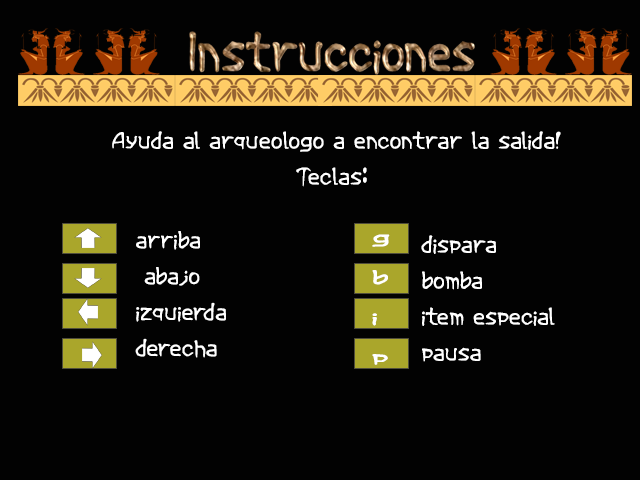 Instrucciones
Ayuda al arqueologo a encontrar la salida!
Teclas:
arriba
abajo
izquierda
derecha
g dispara
b bomba
i item especial
p pausa